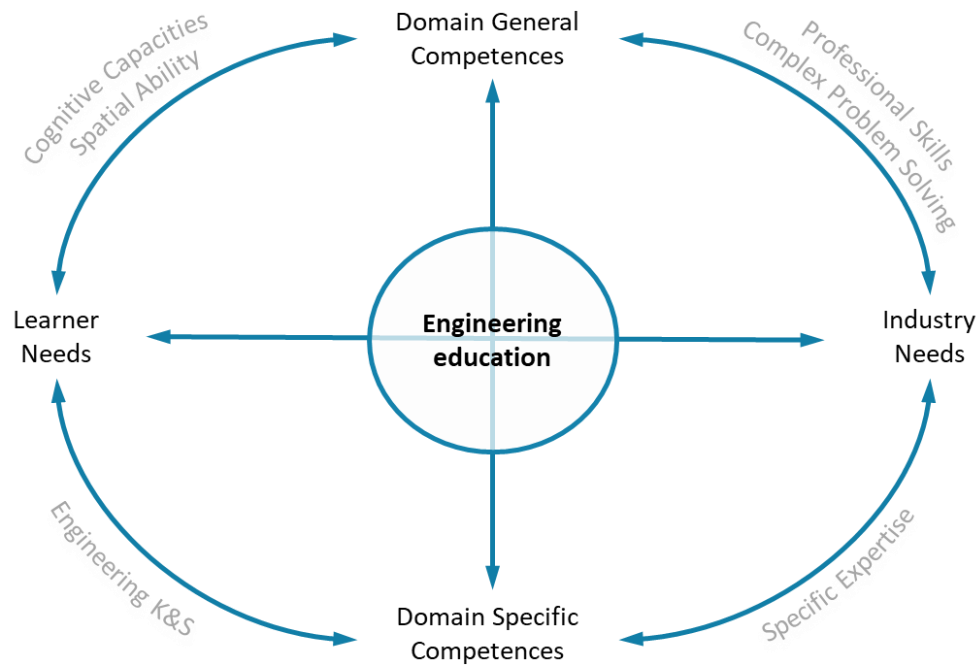 Domain General
Competences
Cognitive Capacities
Spatial Ability
Professional Skills
Complex Problem Solving
Learner
Needs
Engineering
education
Industry
Needs
Engineering K&S
Specific Expertise
Domain Specific
Competences